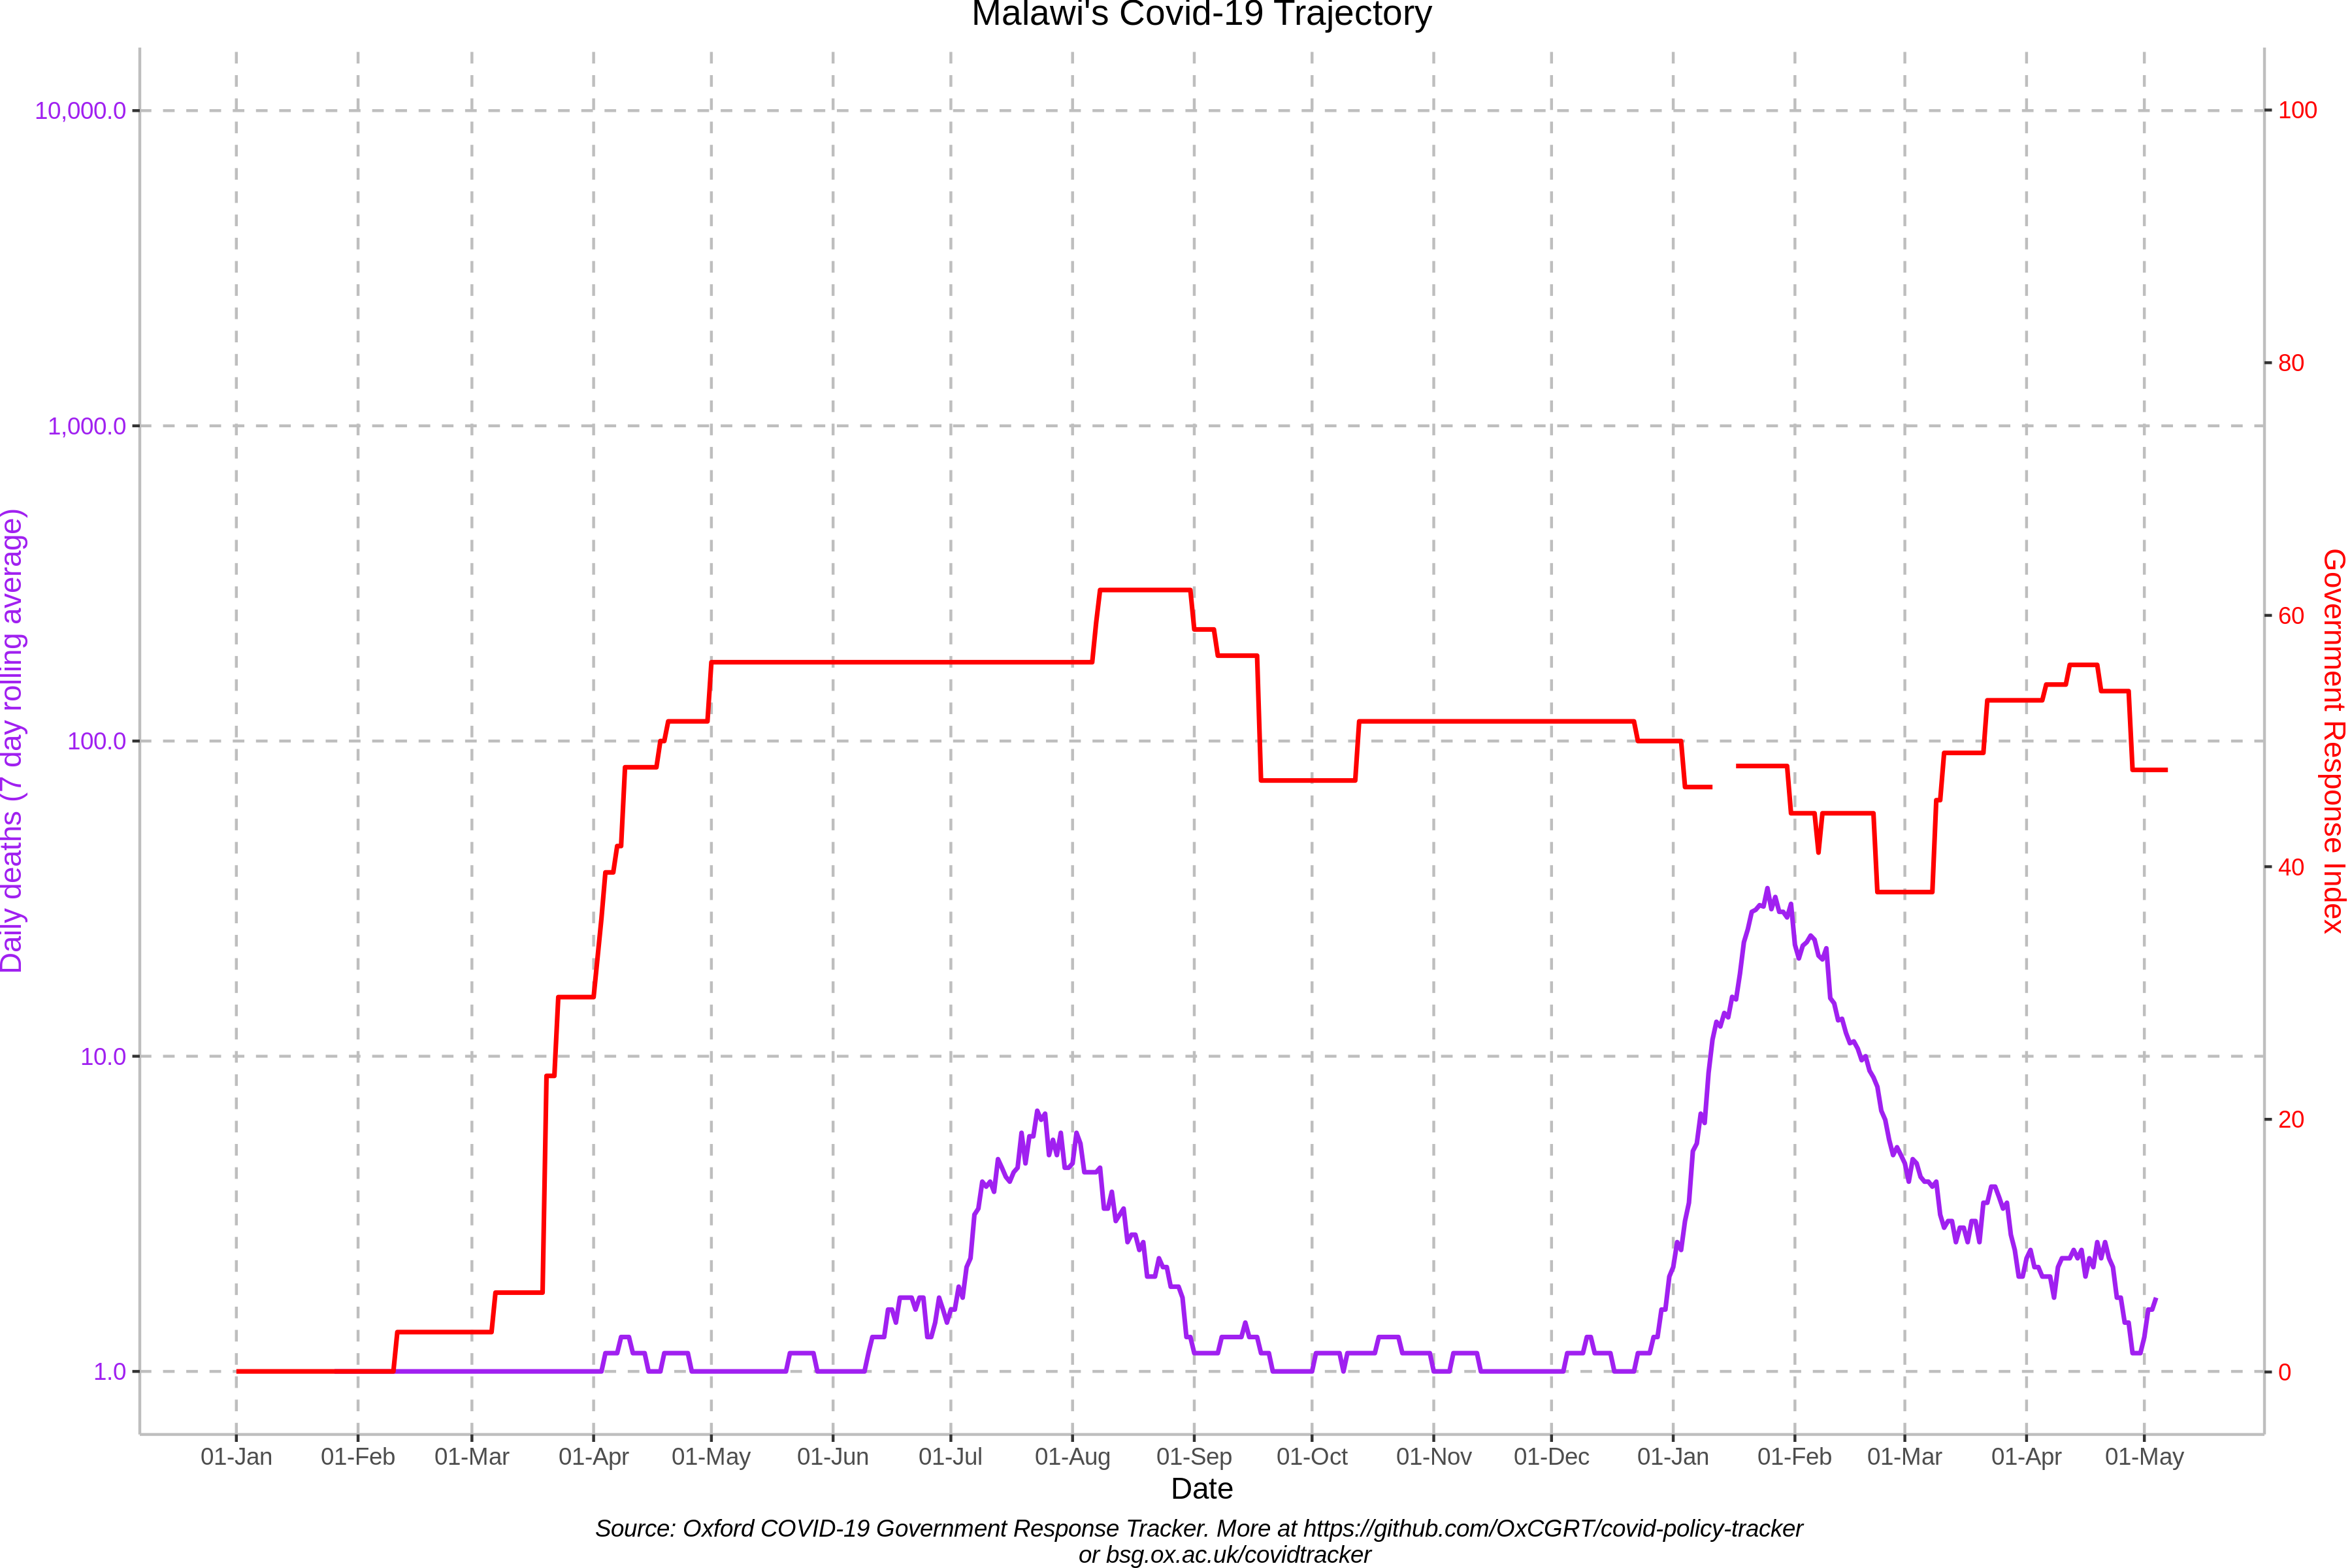 Malawi's Covid-19 Trajectory
10,000.0
1,000.0
100.0
10.0
1.0
Daily deaths (7 day rolling average)
100
80
60
40
20
0
Government Response Index
01-Jan 01-Feb 01-Mar 01-Apr 01-May 01-Jun 01-Jul 01-Aug 01-Sep 01-Oct 01-Nov 01-Dec 01-Jan 01-Feb 01-Mar 01-Apr 01-May
Date
Source: Oxford COVID-19 Government Response Tracker. More at https://github.com/OxCGRT/covid-policy-tracker
or bsg.ox.ac.uk/covidtracker